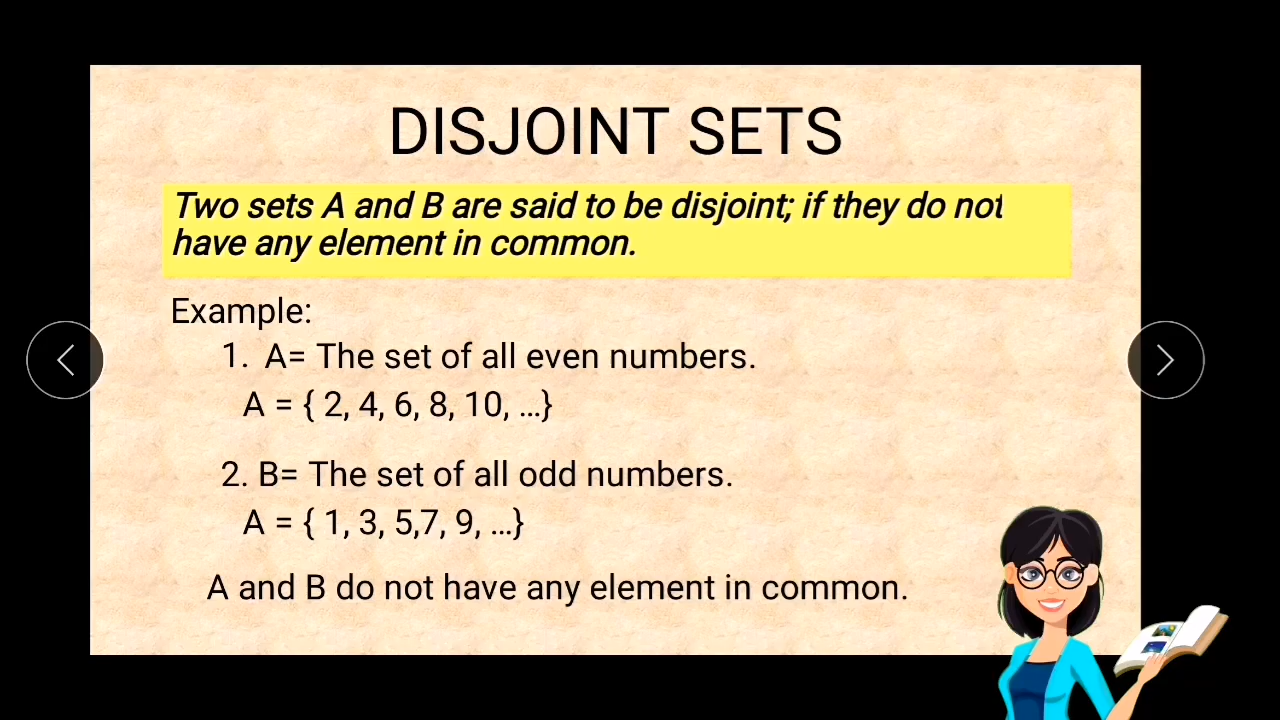 DISJOINT SETS
Two sets A and B are said to be disjoint; if they do not
have any element in common.
Example:
1. A= The set of all even numbers.
A = { 2, 4, 6, 8, 10, ...}
2. B= The set of all odd numbers.
A = { 1, 3, 5,7, 9, ...}
A and B do not have any element in common.